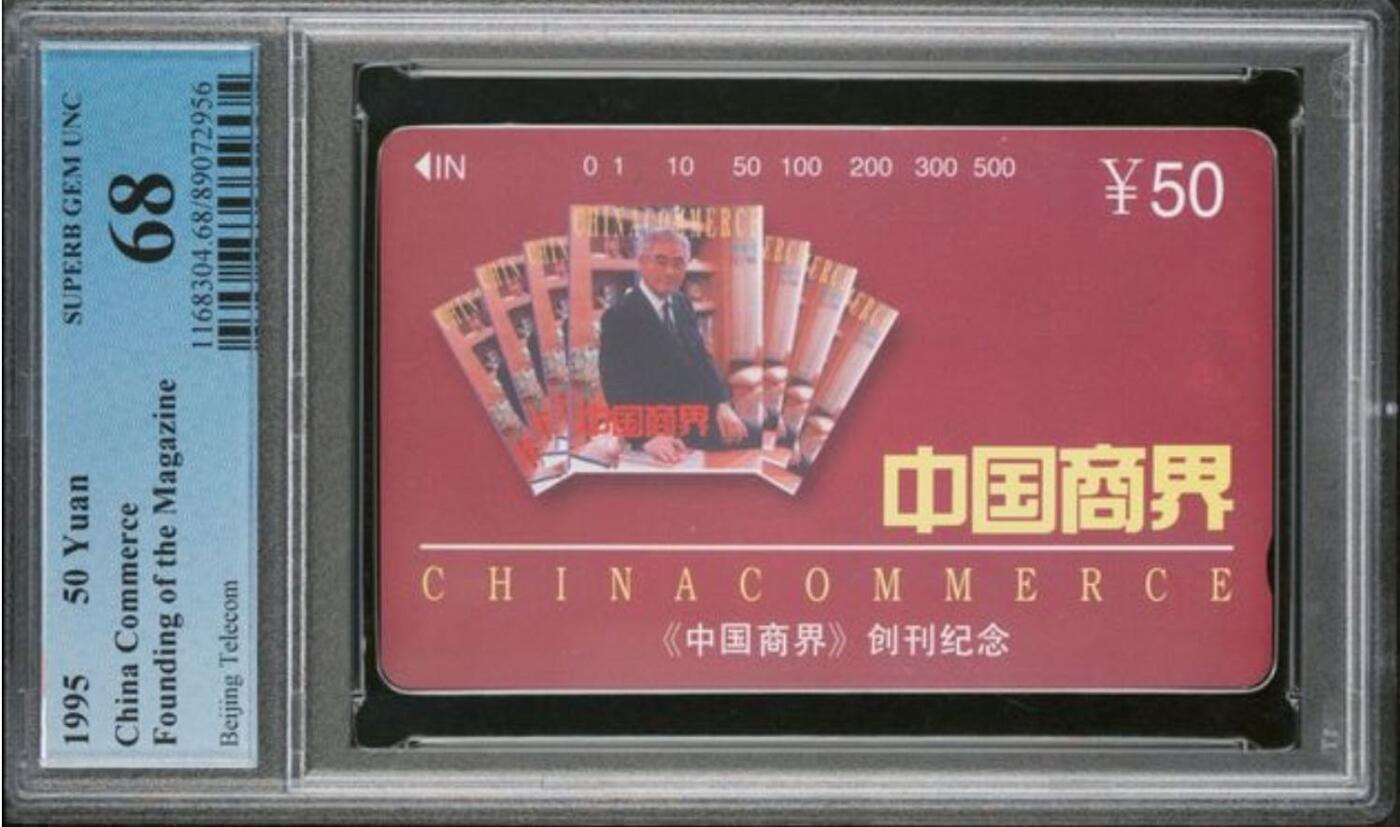 1995 50 Yuan SUPERB GEM UNC
China Commerce 68
Founding of the Magazine
1168304.68/89072956
Beijing Telecom
◀IN 0 1 10 50 100 200 300 500 ¥50
CHINACOMMERCE
中国商界
中国商界
CHINACOMMERCE
《中国商界》创刊纪念